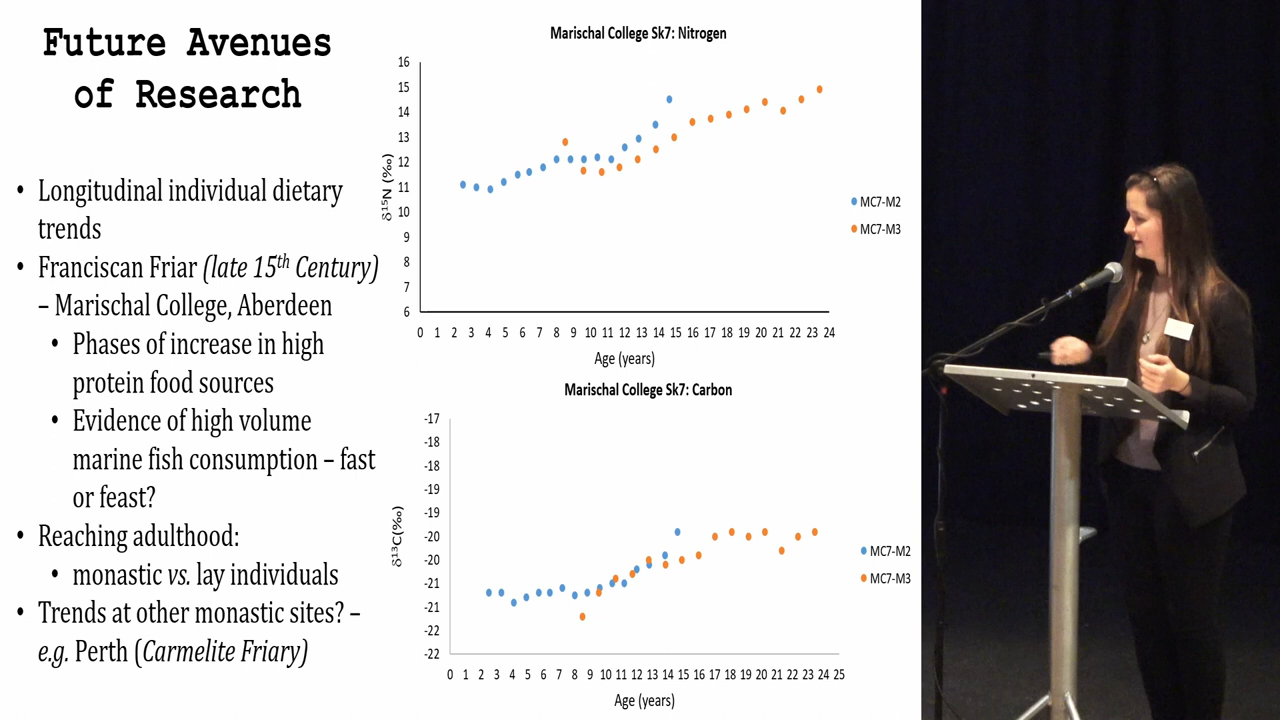 Future Avenues
of Research
• Longitudinal individual dietary
trends
• Franciscan Friar (late 15th Century)
– Marischal College, Aberdeen
• Phases of increase in high
protein food sources
• Evidence of high volume
marine fish consumption – fast
or feast?
• Reaching adulthood:
• monastic vs. lay individuals
• Trends at other monastic sites? –
e.g. Perth (Carmelite Friary)
Marischal College Sk7: Nitrogen
16
15
14
13
12
11
10
9
8
7
6
δ¹⁵N (‰)
0 1 2 3 4 5 6 7 8 9 10 11 12 13 14 15 16 17 18 19 20 21 22 23 24
Age (years)
MC7-M2
MC7-M3
Marischal College Sk7: Carbon
-17
-18
-18
-19
-19
-20
-20
-21
-21
-22
-22
δ¹³C(‰)
0 1 2 3 4 5 6 7 8 9 10 11 12 13 14 15 16 17 18 19 20 21 22 23 24 25
Age (years)
MC7-M2
MC7-M3